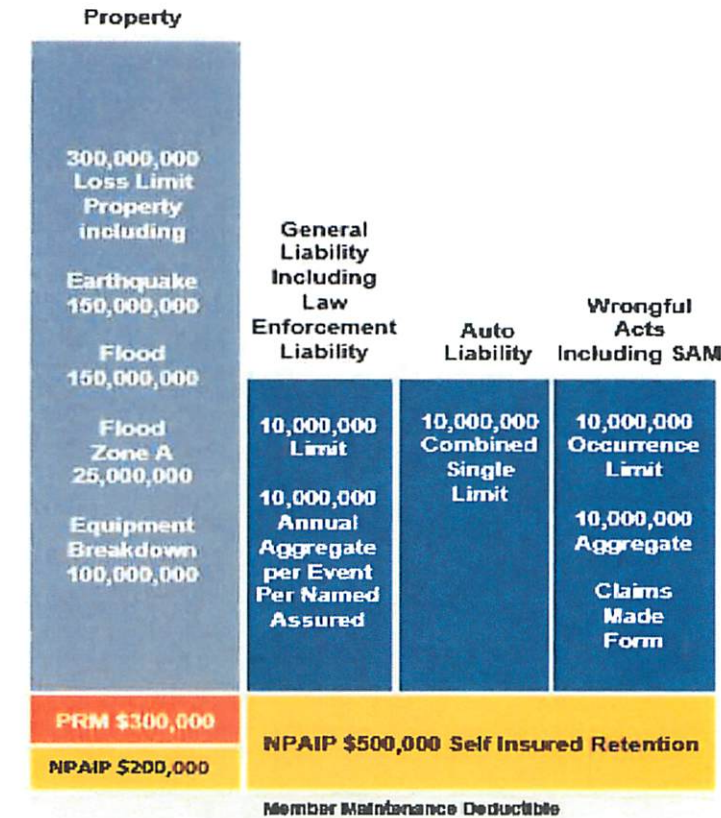 Property
300,000,000
Loss Limit
Property
including
Earthquake
150,000,000
Flood
150,000,000
Flood
Zone A
25,000,000
Equipment
Breakdown
100,000,000
General
Liability
Including
Law
Enforcement
Liability
10,000,000
Limit
10,000,000
Annual
Aggregate
per Event
Per Named
Assured
Auto
Liability
10,000,000
Combined
Single
Limit
Wrongful
Acts
Including SAM
10,000,000
Occurrence
Limit
10,000,000
Aggregate
Claims
Made
Form
PRM $300,000
NPAIP $200,000
NPAIP $500,000 Self Insured Retention
Member Maintenance Deductible